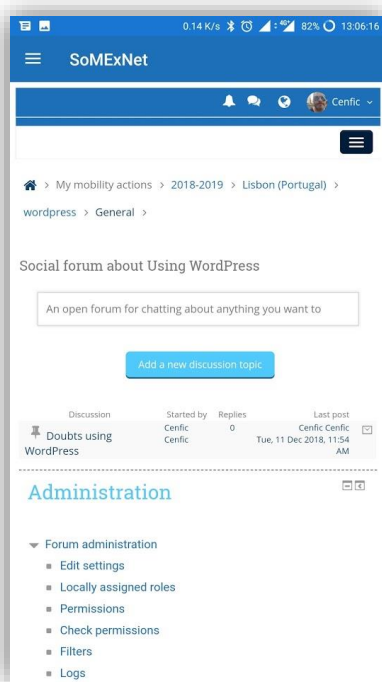 0.14 K/s 4G 82% 13:06:16
SoMExNet
Cenfic
> My mobility actions > 2018-2019 > Lisbon (Portugal) >
wordpress > General >
Social forum about Using WordPress
An open forum for chatting about anything you want to
Add a new discussion topic
Discussion Started by Replies Last post
Doubts using WordPress
Cenfic Cenfic
0
Cenfic Cenfic
Tue, 11 Dec 2018, 11:54 AM
Administration
Forum administration
Edit settings
Locally assigned roles
Permissions
Check permissions
Filters
Logs